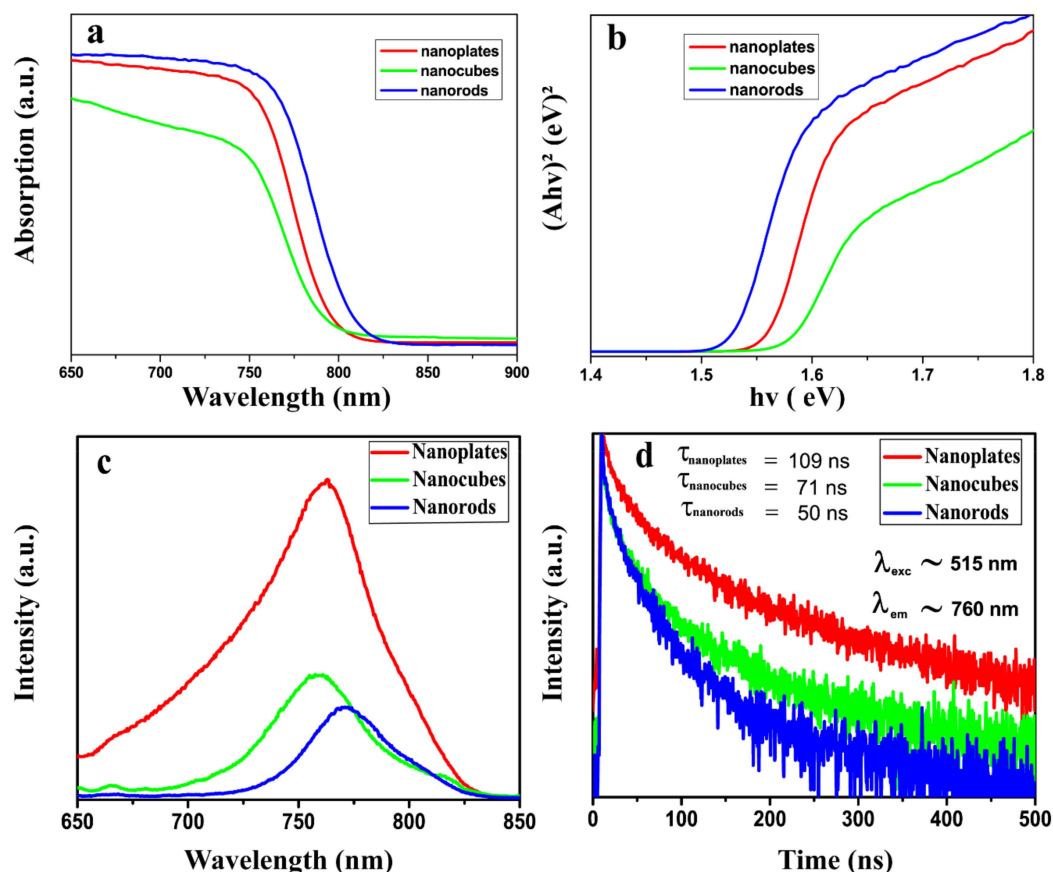 a
nanoplates
nanocubes
nanorods
Absorption (a.u.)
650 700 750 800 850 900
Wavelength (nm)
b
nanoplates
nanocubes
nanorods
(Ahv)² (eV)²
1.4 1.5 1.6 1.7 1.8
hv ( eV)
c
Nanoplates
Nanocubes
Nanorods
Intensity (a.u.)
650 700 750 800 850
Wavelength (nm)
d
τnanoplates = 109 ns
τnanocubes = 71 ns
τnanorods = 50 ns
Nanoplates
Nanocubes
Nanorods
λexc ~ 515 nm
λem ~ 760 nm
Intensity (a.u.)
0 100 200 300 400 500
Time (ns)